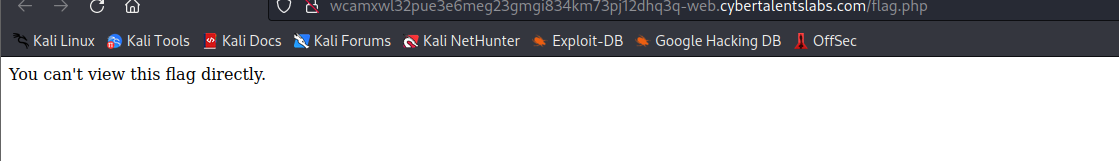 wcamxwl32pue3e6meg23gmgi834km73pj12dhq3q-web.cybertalentslabs.com/flag.php
Kali Linux Kali Tools Kali Docs Kali Forums Kali NetHunter Exploit-DB Google Hacking DB OffSec
You can't view this flag directly.